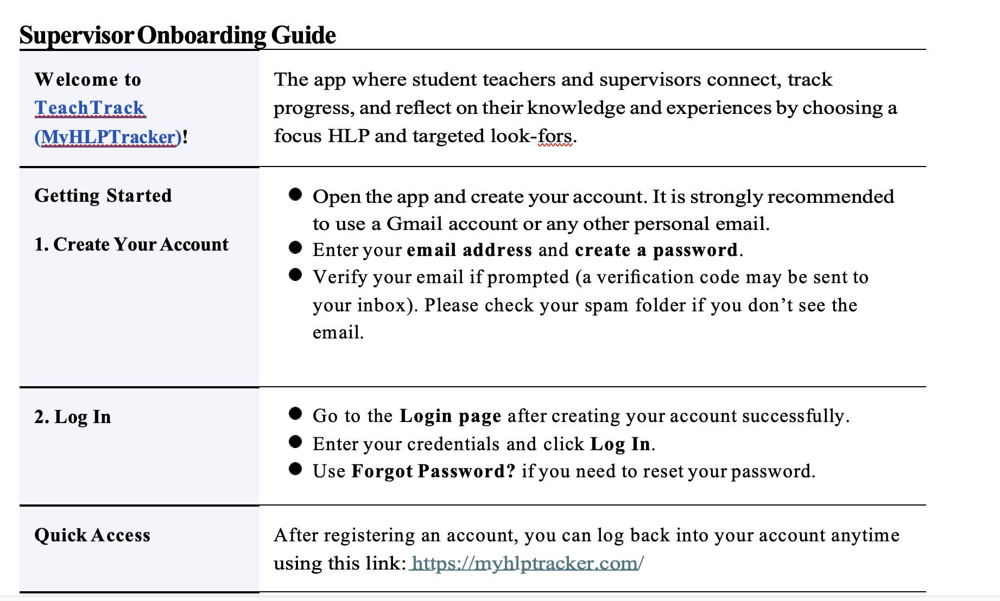 Supervisor Onboarding Guide
Welcome to
TeachTrack
(MyHLPTracker)!
The app where student teachers and supervisors connect, track
progress, and reflect on their knowledge and experiences by choosing a
focus HLP and targeted look-fors.
Getting Started
1. Create Your Account
● Open the app and create your account. It is strongly recommended
to use a Gmail account or any other personal email.
● Enter your email address and create a password.
● Verify your email if prompted (a verification code may be sent to
your inbox). Please check your spam folder if you don’t see the
email.
2. Log In
● Go to the Login page after creating your account successfully.
● Enter your credentials and click Log In.
● Use Forgot Password? if you need to reset your password.
Quick Access
After registering an account, you can log back into your account anytime
using this link: https://myhlptracker.com/